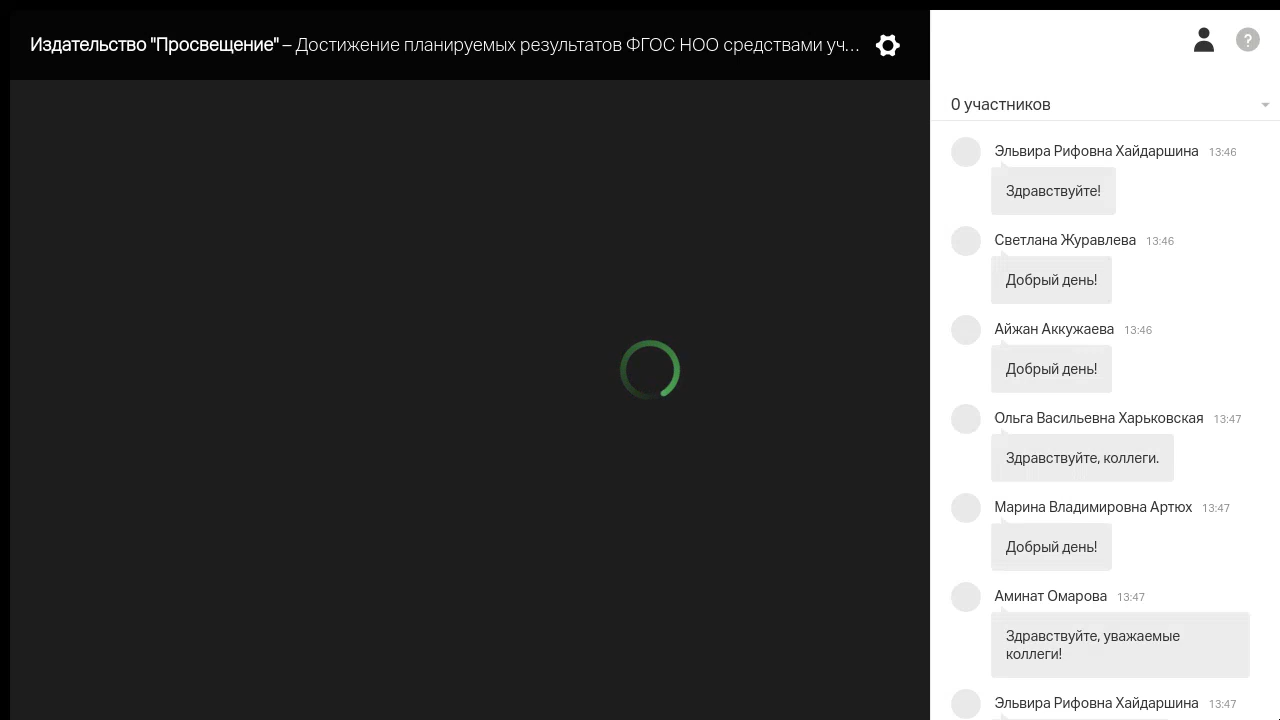 Издательство "Просвещение" – Достижение планируемых результатов ФГОС НОО средствами уч...
?
0 участников
Эльвира Рифовна Хайдаршина 13:46
Здравствуйте!
Светлана Журавлева 13:46
Добрый день!
Айжан Аккужаева 13:46
Добрый день!
Ольга Васильевна Харьковская 13:47
Здравствуйте, коллеги.
Марина Владимировна Артюх 13:47
Добрый день!
Аминат Омарова 13:47
Здравствуйте, уважаемые
коллеги!
Эльвира Рифовна Хайдаршина 13:47